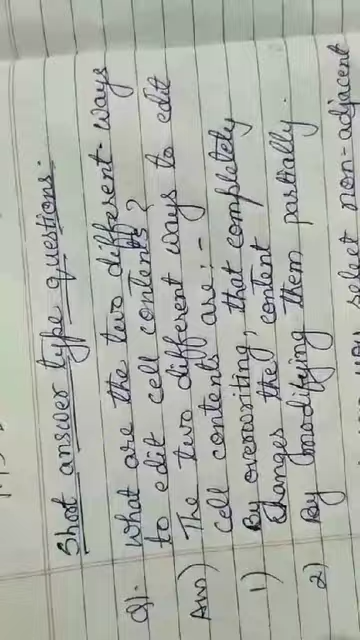 Short answer type questions.
Q1. What are the two different ways
to edit cell contents?
Ans) The two different ways to edit
cell contents are:-
1) By overwriting, that completely
changes the content
2) By modifying them partially.
you select non-adjacent